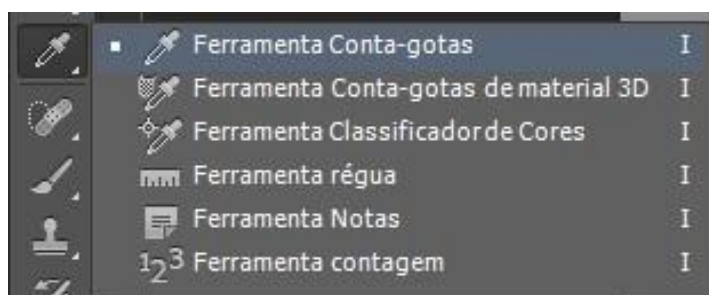 Ferramenta Conta-gotas I
Ferramenta Conta-gotas de material 3D I
Ferramenta Classificador de Cores I
Ferramenta régua I
Ferramenta Notas I
123 Ferramenta contagem I